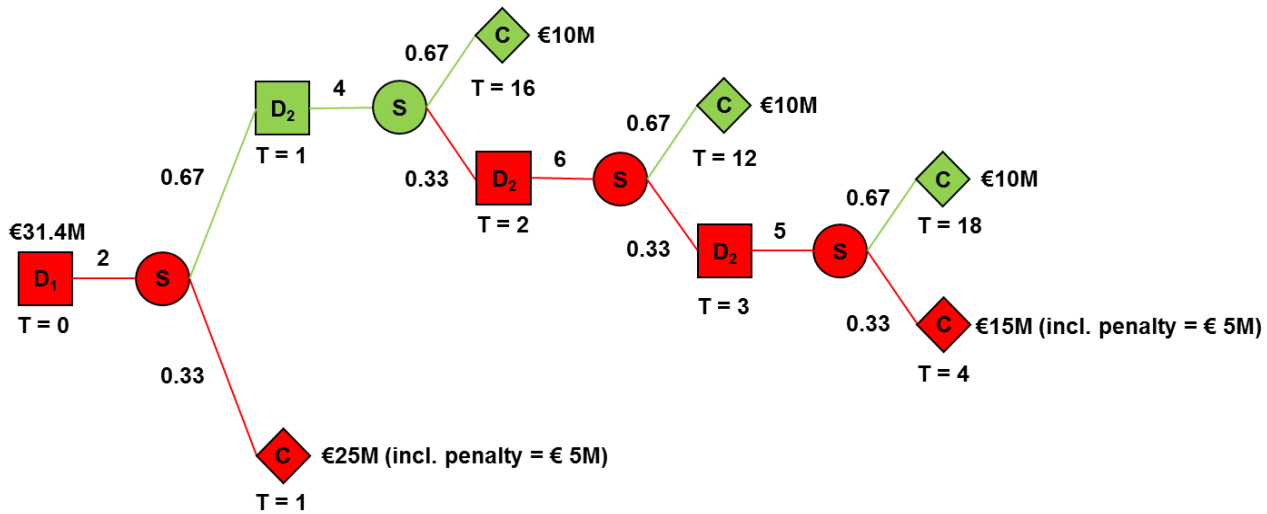 C €10M
0.67
T = 16
4
D₂ S
C €10M
0.67
T = 1
0.33
D₂
6
S
T = 12
C €10M
0.67
T = 2
0.67
0.33
D₂
5
S
T = 18
€31.4M
D₁
2
S
T = 3
T = 0
0.33
C €15M (incl. penalty = € 5M)
T = 4
0.33
C €25M (incl. penalty = € 5M)
T = 1